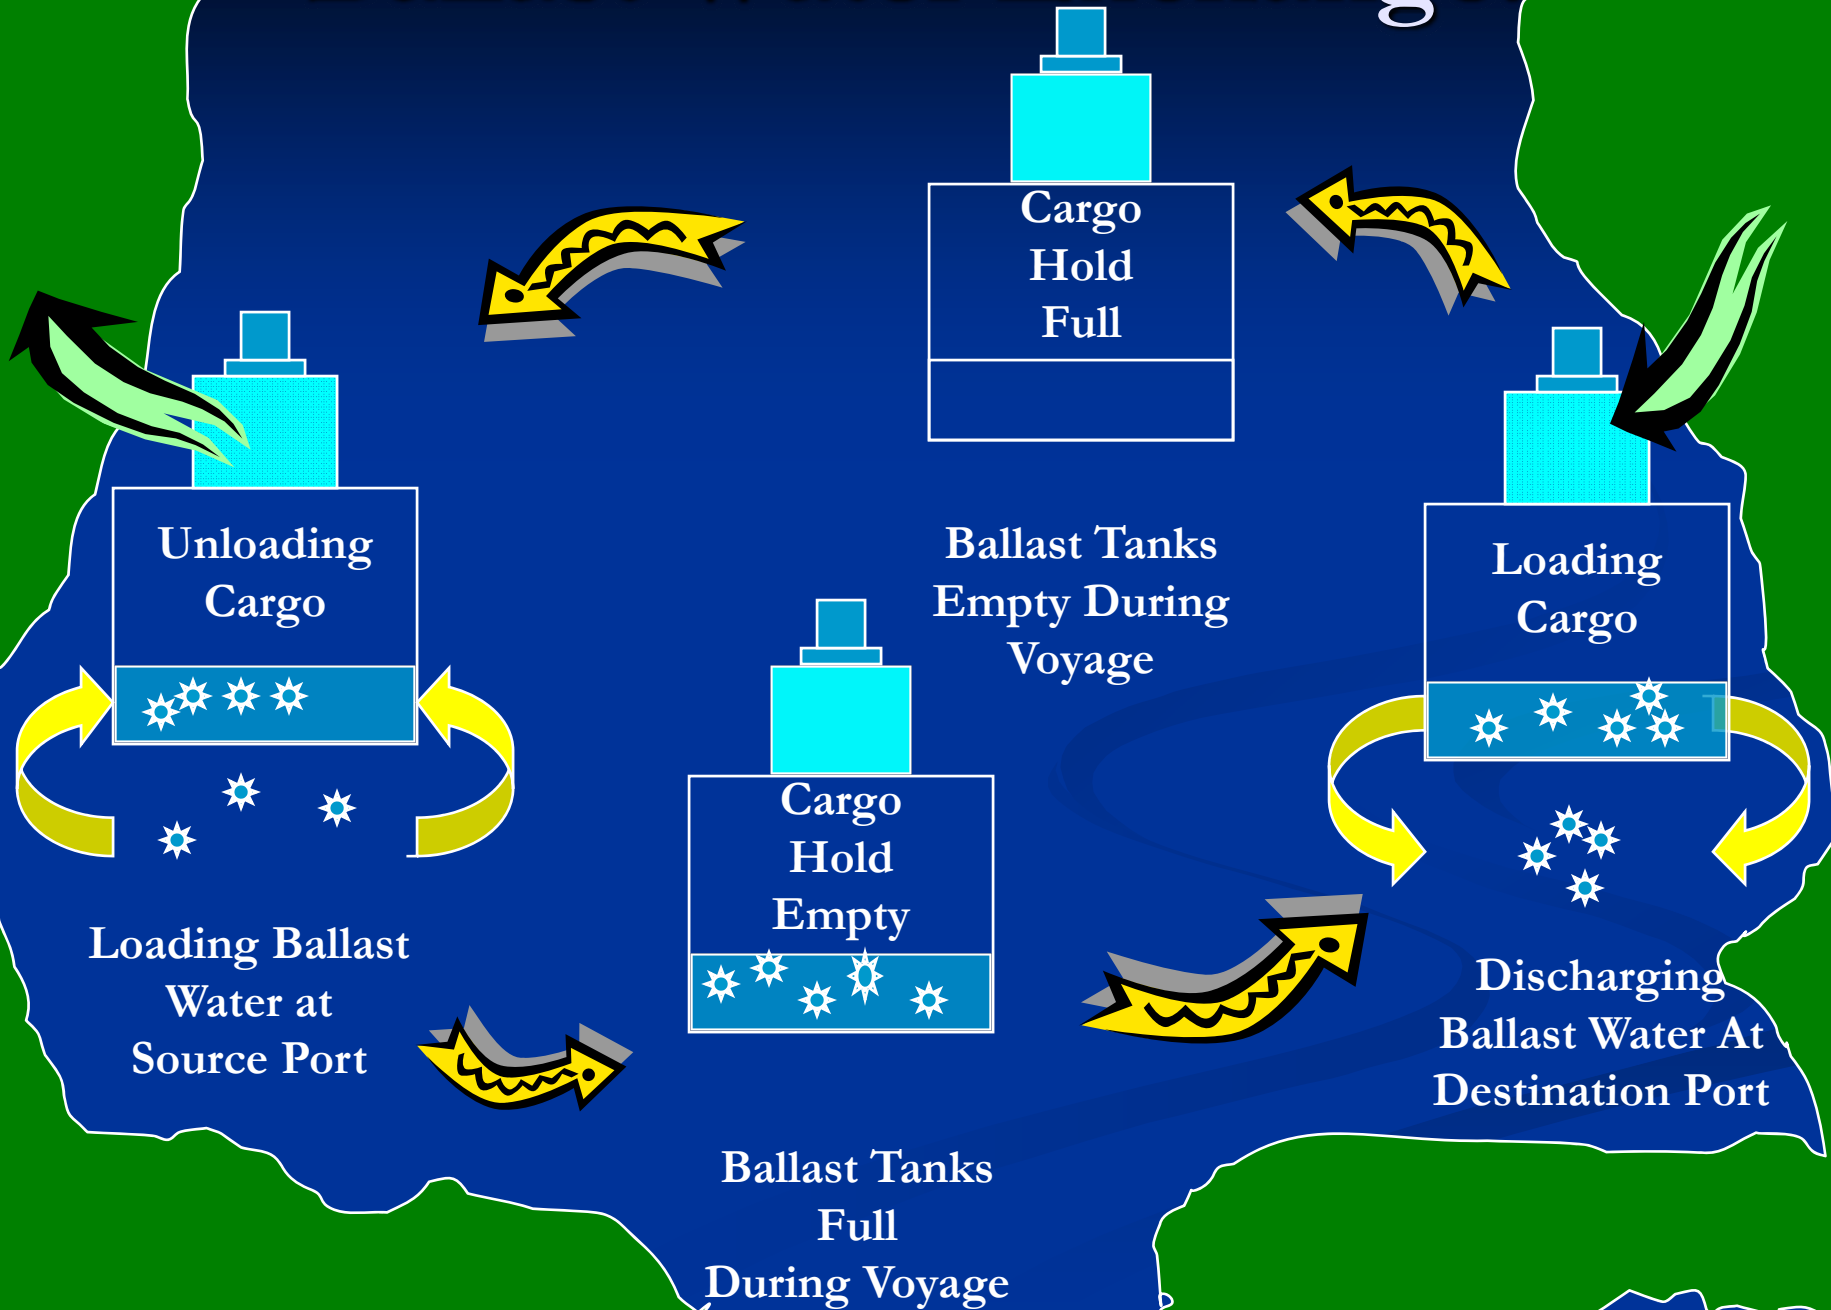 Cargo
Hold
Full
Unloading
Cargo
Ballast Tanks
Empty During
Voyage
Loading
Cargo
Cargo
Hold
Empty
Loading Ballast
Water at
Source Port
Discharging
Ballast Water At
Destination Port
Ballast Tanks
Full
During Voyage